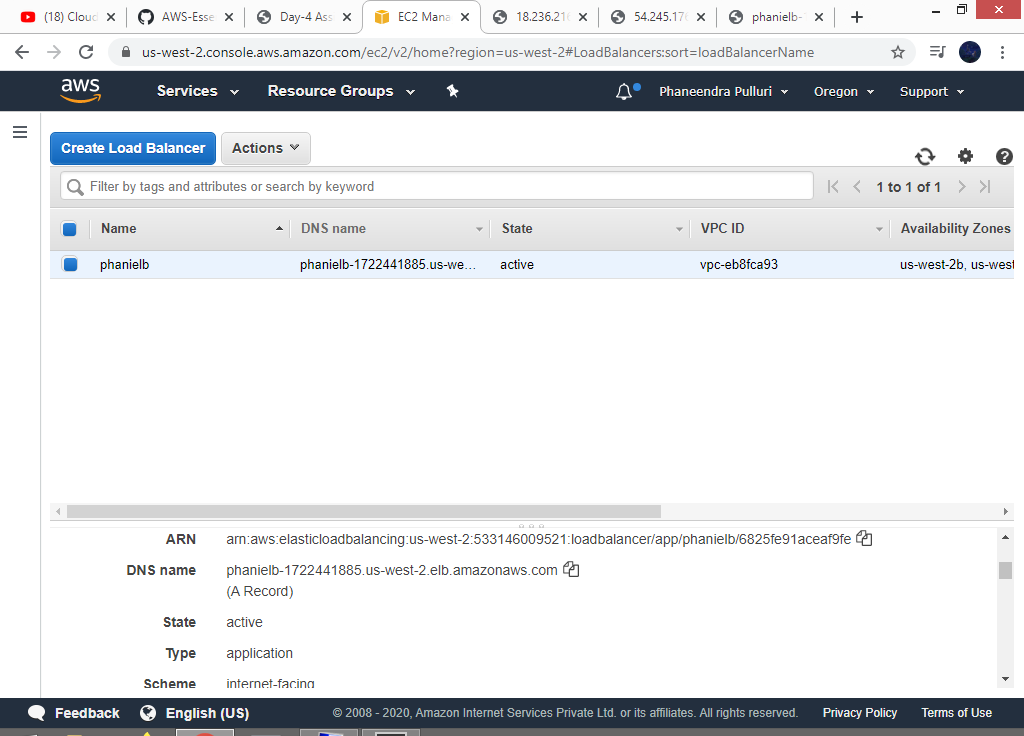 (18) Cloud
AWS-Esse
Day-4 Ass
EC2 Mana
18.236.216
54.245.176
phanielb-
us-west-2.console.aws.amazon.com/ec2/v2/home?region=us-west-2#LoadBalancers:sort=loadBalancerName
aws
Services
Resource Groups
Phaneendra Pulluri
Oregon
Support
Create Load Balancer
Actions
Filter by tags and attributes or search by keyword
1 to 1 of 1
Name
DNS name
State
VPC ID
Availability Zones
phanielb
phanielb-1722441885.us-we...
active
vpc-eb8fca93
us-west-2b, us-west
ARN
arn:aws:elasticloadbalancing:us-west-2:533146009521:loadbalancer/app/phanielb/6825fe91aceaf9fe
DNS name
phanielb-1722441885.us-west-2.elb.amazonaws.com
(A Record)
State
active
Type
application
Scheme
internet-facing
Feedback
English (US)
© 2008 - 2020, Amazon Internet Services Private Ltd. or its affiliates. All rights reserved.
Privacy Policy
Terms of Use